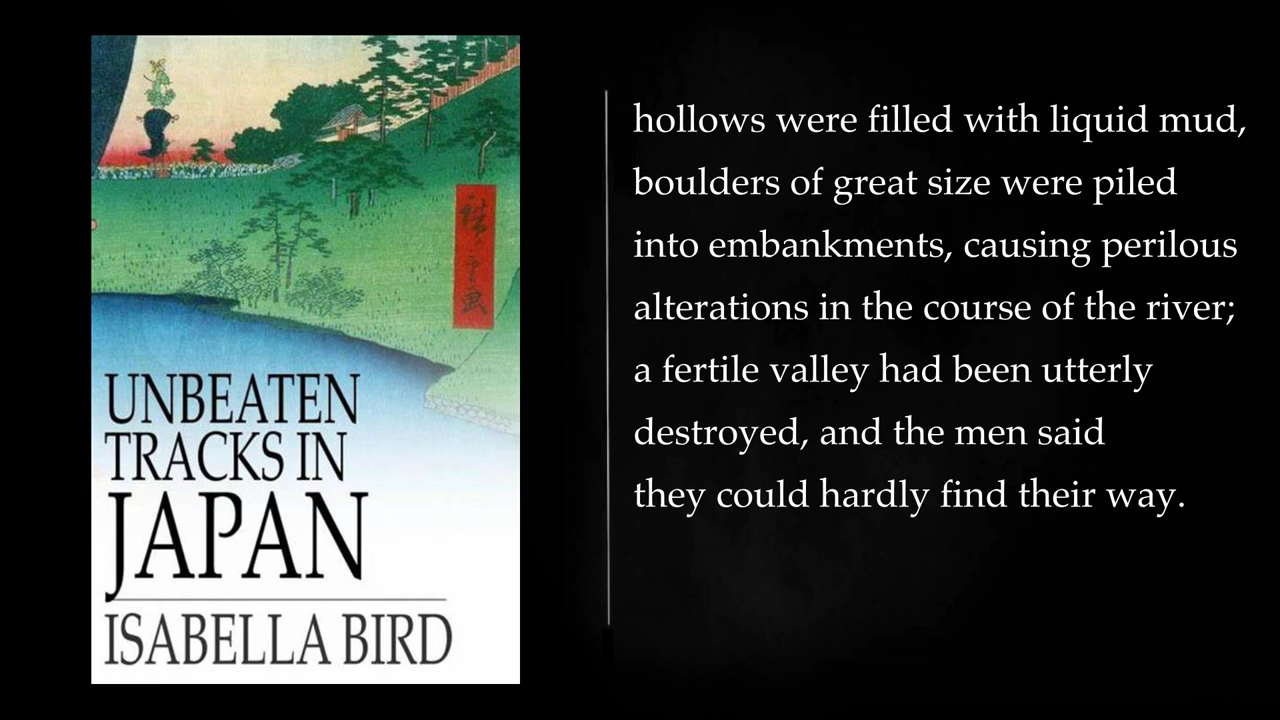 UNBEATEN
TRACKS IN
JAPAN
ISABELLA BIRD
hollows were filled with liquid mud,
boulders of great size were piled
into embankments, causing perilous
alterations in the course of the river;
a fertile valley had been utterly
destroyed, and the men said
they could hardly find their way.